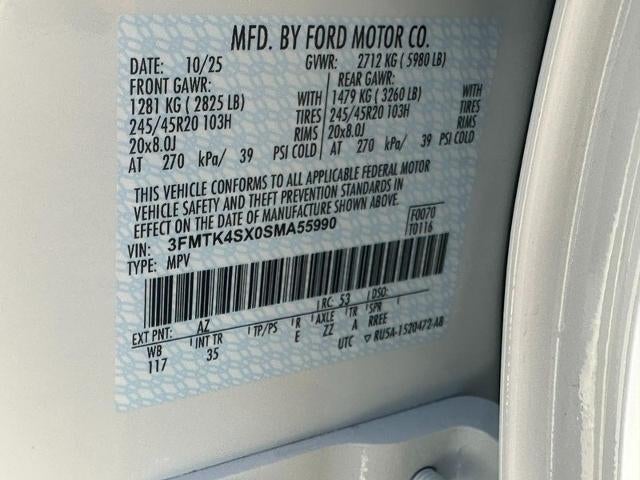 MFD. BY FORD MOTOR CO.
DATE: 10/25 GVWR: 2712 KG ( 5980 LB)
FRONT GAWR: REAR GAWR:
1281 KG ( 2825 LB) WITH 1479 KG ( 3260 LB) WITH
245/45R20 103H TIRES 245/45R20 103H TIRES
20x8.0J RIMS 20x8.0J RIMS
AT 270 kPa/ 39 PSI COLD AT 270 kPa/ 39 PSI COLD
THIS VEHICLE CONFORMS TO ALL APPLICABLE FEDERAL MOTOR
VEHICLE SAFETY AND THEFT PREVENTION STANDARDS IN
EFFECT ON THE DATE OF MANUFACTURE SHOWN ABOVE.
VIN: 3FMTK4SX0SMA55990 F0070
TYPE: MPV T0116
EXT PNT: AZ RC: 53 DSO:
WB INT TR TP/PS R AXLE TR SPR
117 35 E ZZ A RREE
UTC ▽ RU5A-1520472-AB